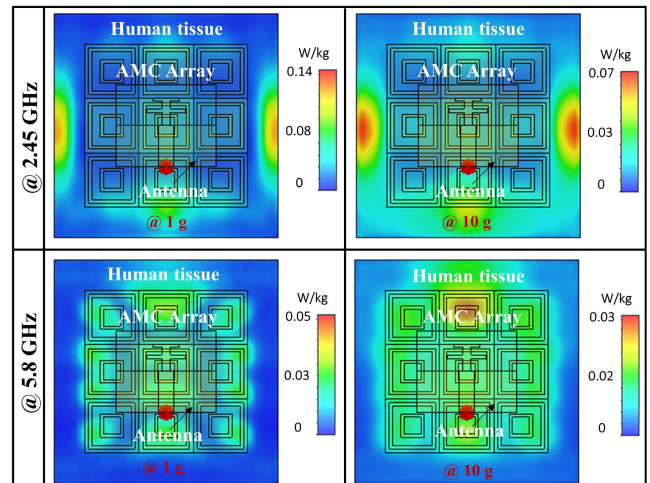 @ 2.45 GHz
Human tissue
AMC Array
Antenna
@ 1 g
W/kg
0.14
0.08
0
Human tissue
AMC Array
Antenna
@ 10 g
W/kg
0.07
0.03
0
@ 5.8 GHz
Human tissue
AMC Array
Antenna
@ 1 g
W/kg
0.05
0.03
0
Human tissue
AMC Array
Antenna
@ 10 g
W/kg
0.03
0.02
0